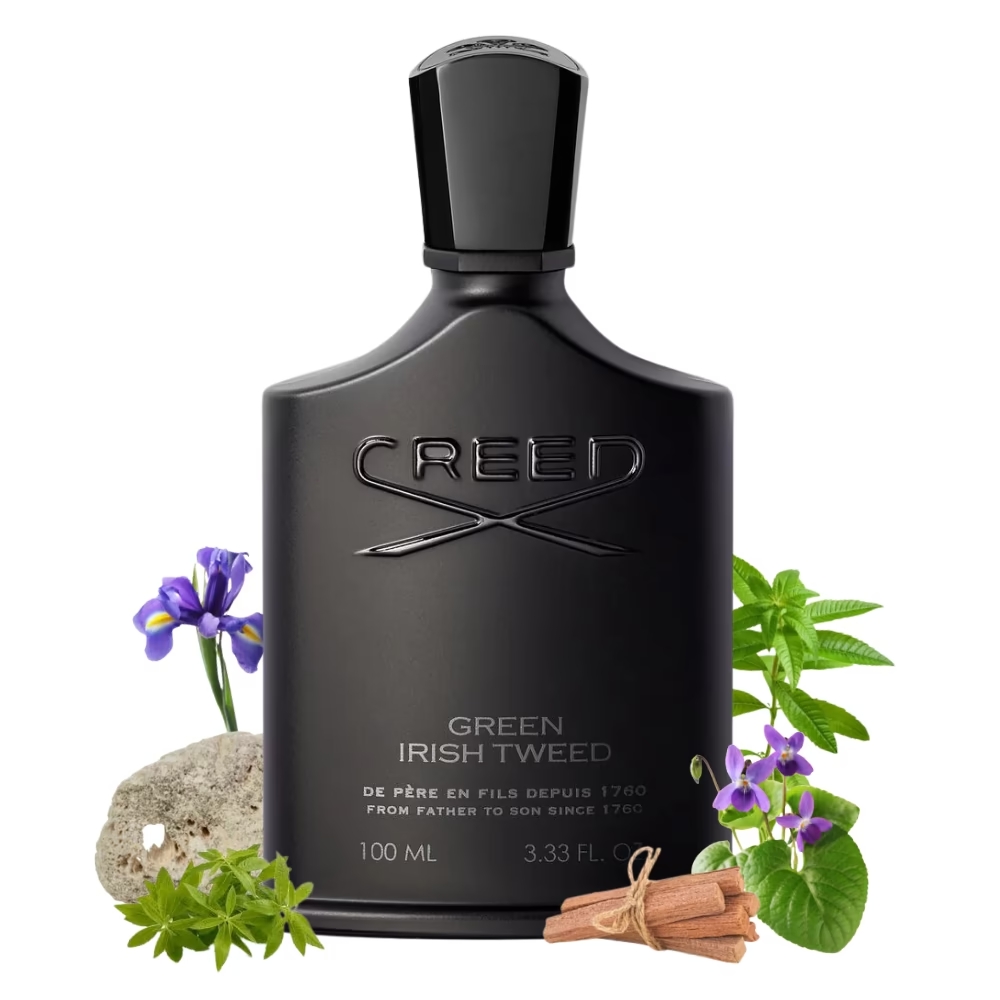 CREED
GREEN
IRISH TWEED
DE PÈRE EN FILS DEPUIS 1760
FROM FATHER TO SON SINCE 1760
100 ML 3.33 FL. OZ